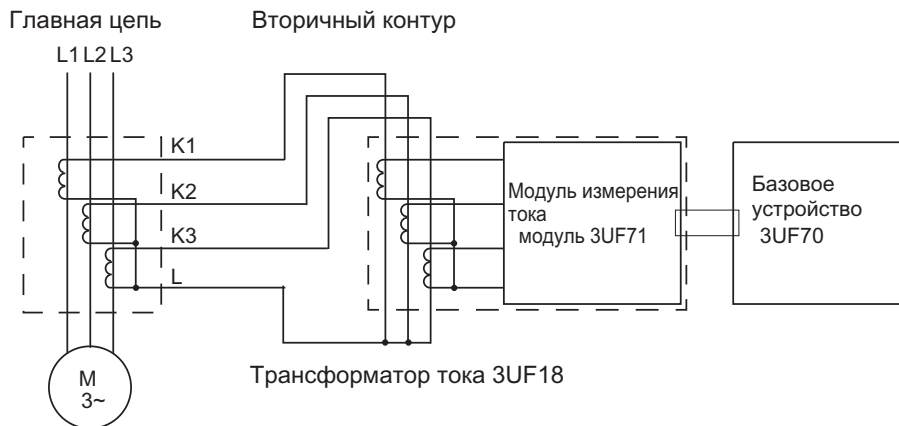 Главная цепь
Вторичный контур
L1 L2 L3
K1
K2
K3
L
Модуль измерения
тока
модуль 3UF71
Базовое
устройство
3UF70
Трансформатор тока 3UF18
M
3~